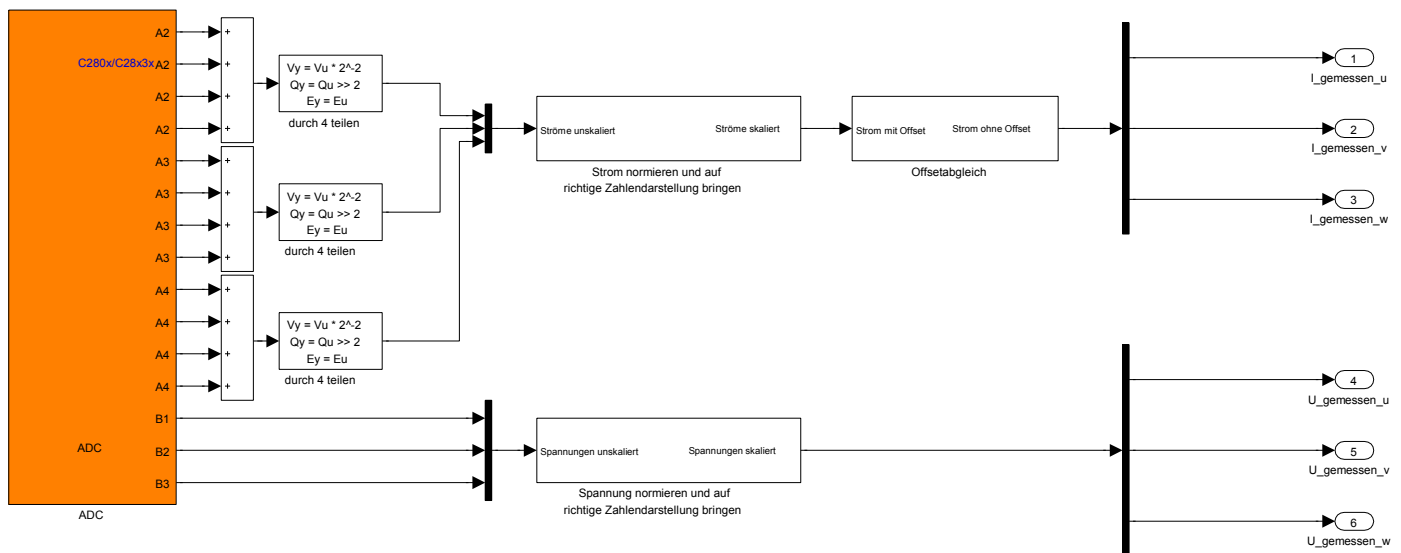 A2
C280x/C28x3x
A2
A2
A2
A3
A3
A3
A3
A4
A4
A4
A4
B1
B2
B3
ADC
ADC
+
+
+
+
+
+
+
+
+
+
+
+
Vy = Vu * 2^-2
Qy = Qu >> 2
Ey = Eu
durch 4 teilen
Vy = Vu * 2^-2
Qy = Qu >> 2
Ey = Eu
durch 4 teilen
Vy = Vu * 2^-2
Qy = Qu >> 2
Ey = Eu
durch 4 teilen
Ströme unskaliert
Ströme skaliert
Strom normieren und auf
richtige Zahlendarstellung bringen
Strom mit Offset
Strom ohne Offset
Offsetabgleich
1
I_gemessen_u
2
I_gemessen_v
3
I_gemessen_w
Spannungen unskaliert
Spannungen skaliert
Spannung normieren und auf
richtige Zahlendarstellung bringen
4
U_gemessen_u
5
U_gemessen_v
6
U_gemessen_w